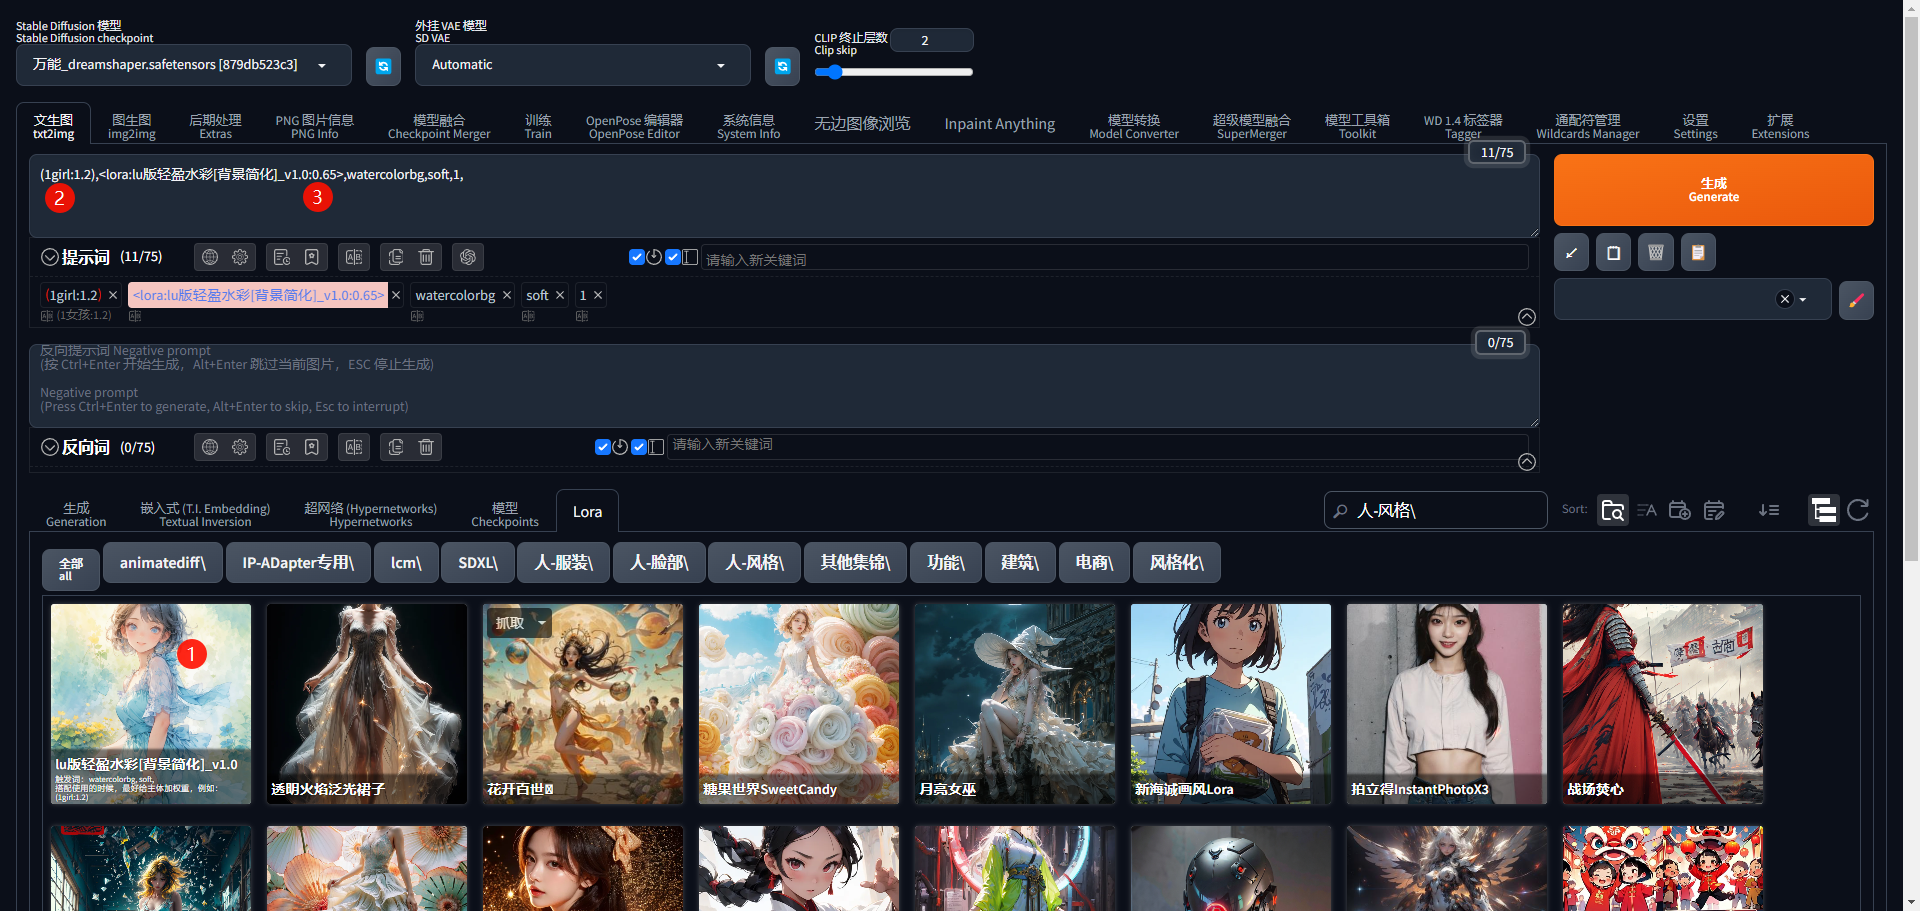 Stable Diffusion 模型
Stable Diffusion checkpoint
万能_dreamshaper.safetensors [879db523c3]
外挂 VAE 模型
SD VAE
Automatic
CLIP 终止层数
Clip skip
2
文生图
txt2img
图生图
img2img
后期处理
Extras
PNG 图片信息
PNG Info
模型融合
Checkpoint Merger
训练
Train
OpenPose 编辑器
OpenPose Editor
系统信息
System Info
无边图像浏览
Inpaint Anything
模型转换
Model Converter
超级模型融合
SuperMerger
模型工具箱
Toolkit
WD 1.4 标签器
Tagger
通配符管理
Wildcards Manager
设置
Settings
扩展
Extensions
11/75
(1girl:1.2),<lora:lu版轻盈水彩[背景简化]_v1.0:0.65>,watercolorbg,soft,1,
2
3
生成
Generate
提示词 (11/75)
请输入新关键词
(1girl:1.2) ×
<lora:lu版轻盈水彩[背景简化]_v1.0:0.65> ×
watercolorbg ×
soft ×
1 ×
(1女孩:1.2)
0/75
反向提示词 Negative prompt
(按 Ctrl+Enter 开始生成，Alt+Enter 跳过当前图片，ESC 停止生成)
Negative prompt
(Press Ctrl+Enter to generate, Alt+Enter to skip, Esc to interrupt)
反向词 (0/75)
请输入新关键词
生成
Generation
嵌入式 (T.I. Embedding)
Textual Inversion
超网络 (Hypernetworks)
Hypernetworks
模型
Checkpoints
Lora
人-风格\
Sort:
全部
all
animatediff\
IP-ADapter专用\
lcm\
SDXL\
人-服装\
人-脸部\
人-风格\
其他集锦\
功能\
建筑\
电商\
风格化\
1
抓取
lu版轻盈水彩[背景简化]_v1.0
触发词：watercolorbg, soft,
搭配使用的时候，最好给主体加权重，例如：
(1girl:1.2)
透明火焰泛光裙子
花开百世
糖果世界SweetCandy
月亮女巫
新海诚画风Lora
拍立得InstantPhotoX3
战场焚心